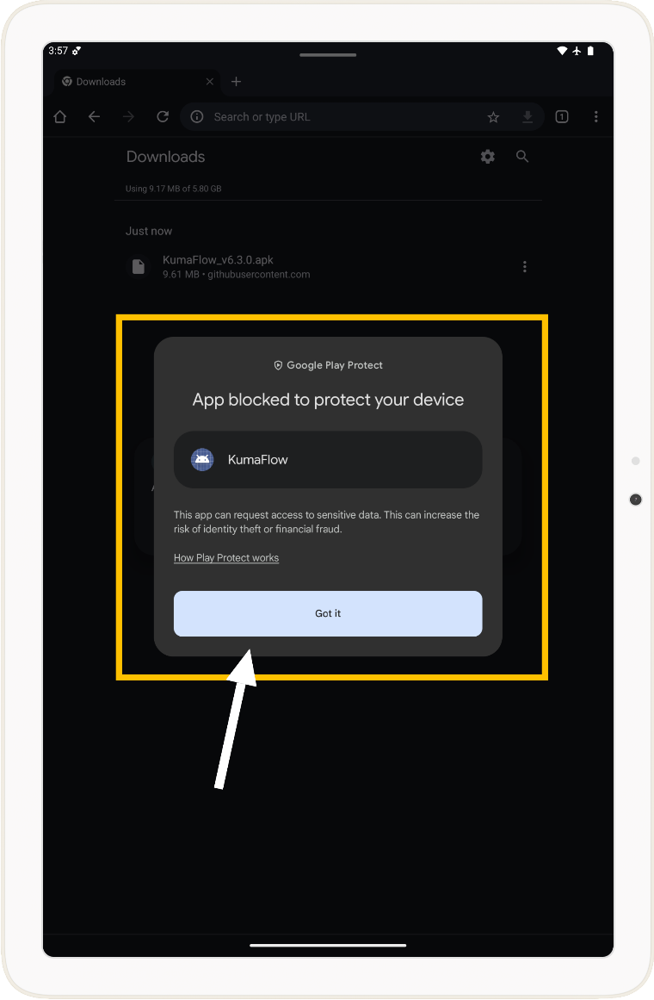 3:57
Downloads
Search or type URL
1
Downloads
Using 9.17 MB of 5.80 GB
Just now
KumaFlow_v6.3.0.apk
9.61 MB • githubusercontent.com
Google Play Protect
App blocked to protect your device
KumaFlow
This app can request access to sensitive data. This can increase the
risk of identity theft or financial fraud.
How Play Protect works
Got it